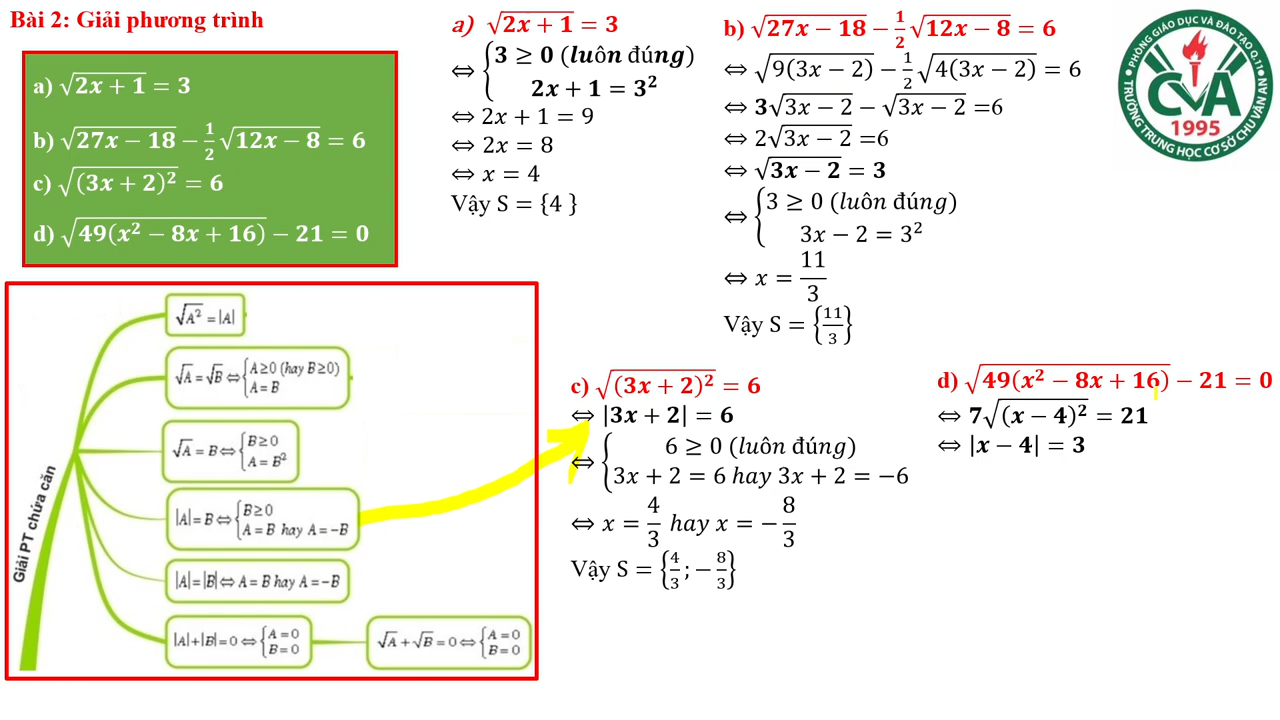 Bài 2: Giải phương trình
a) √(2x + 1) = 3
b) √(27x − 18) − 1/2 √(12x − 8) = 6
c) √((3x + 2)²) = 6
d) √(49(x² − 8x + 16)) − 21 = 0
Giải PT chứa căn
√(A²) = |A|
√A = √B ⇔ { A ≥ 0 (hay B ≥ 0)
A = B
√A = B ⇔ { B ≥ 0
A = B²
|A| = B ⇔ { B ≥ 0
A = B hay A = −B
|A| = |B| ⇔ A = B hay A = −B
|A| + |B| = 0 ⇔ { A = 0
B = 0
√A + √B = 0 ⇔ { A = 0
B = 0
a) √(2x + 1) = 3
⇔ { 3 ≥ 0 (luôn đúng)
2x + 1 = 3²
⇔ 2x + 1 = 9
⇔ 2x = 8
⇔ x = 4
Vậy S = {4 }
b) √(27x − 18) − 1/2 √(12x − 8) = 6
⇔ √(9(3x − 2)) − 1/2 √(4(3x − 2)) = 6
⇔ 3√(3x − 2) − √(3x − 2) =6
⇔ 2√(3x − 2) =6
⇔ √(3x − 2) = 3
⇔ { 3 ≥ 0 (luôn đúng)
3x − 2 = 3²
⇔ x = 11/3
Vậy S = {11/3}
c) √((3x + 2)²) = 6
⇔ |3x + 2| = 6
⇔ { 6 ≥ 0 (luôn đúng)
3x + 2 = 6 hay 3x + 2 = −6
⇔ x = 4/3 hay x = − 8/3
Vậy S = {4/3 ; − 8/3}
d) √(49(x² − 8x + 16)) − 21 = 0
⇔ 7√((x − 4)²) = 21
⇔ |x − 4| = 3
PHÒNG GIÁO DỤC VÀ ĐÀO TẠO Q.11
CVA
1995
TRƯỜNG TRUNG HỌC CƠ SỞ CHU VĂN AN